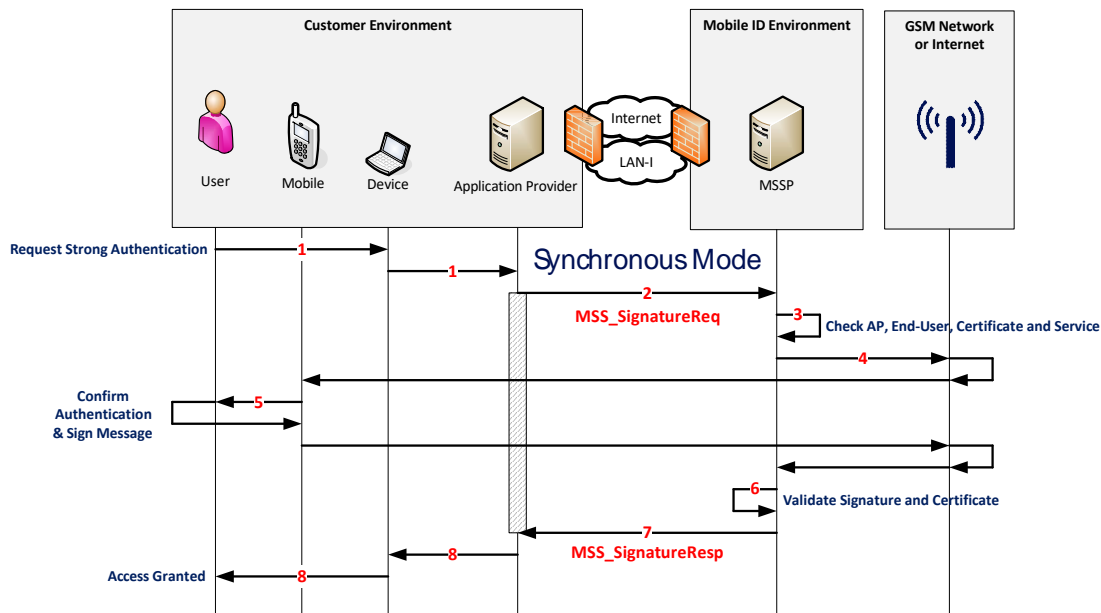 Customer Environment
Mobile ID Environment
GSM Network
or Internet
Internet
LAN-I
User
Mobile
Device
Application Provider
MSSP
Request Strong Authentication
1
1
Synchronous Mode
2
MSS_SignatureReq
3
Check AP, End-User, Certificate and Service
4
Confirm
Authentication
& Sign Message
5
6
Validate Signature and Certificate
7
MSS_SignatureResp
8
Access Granted
8